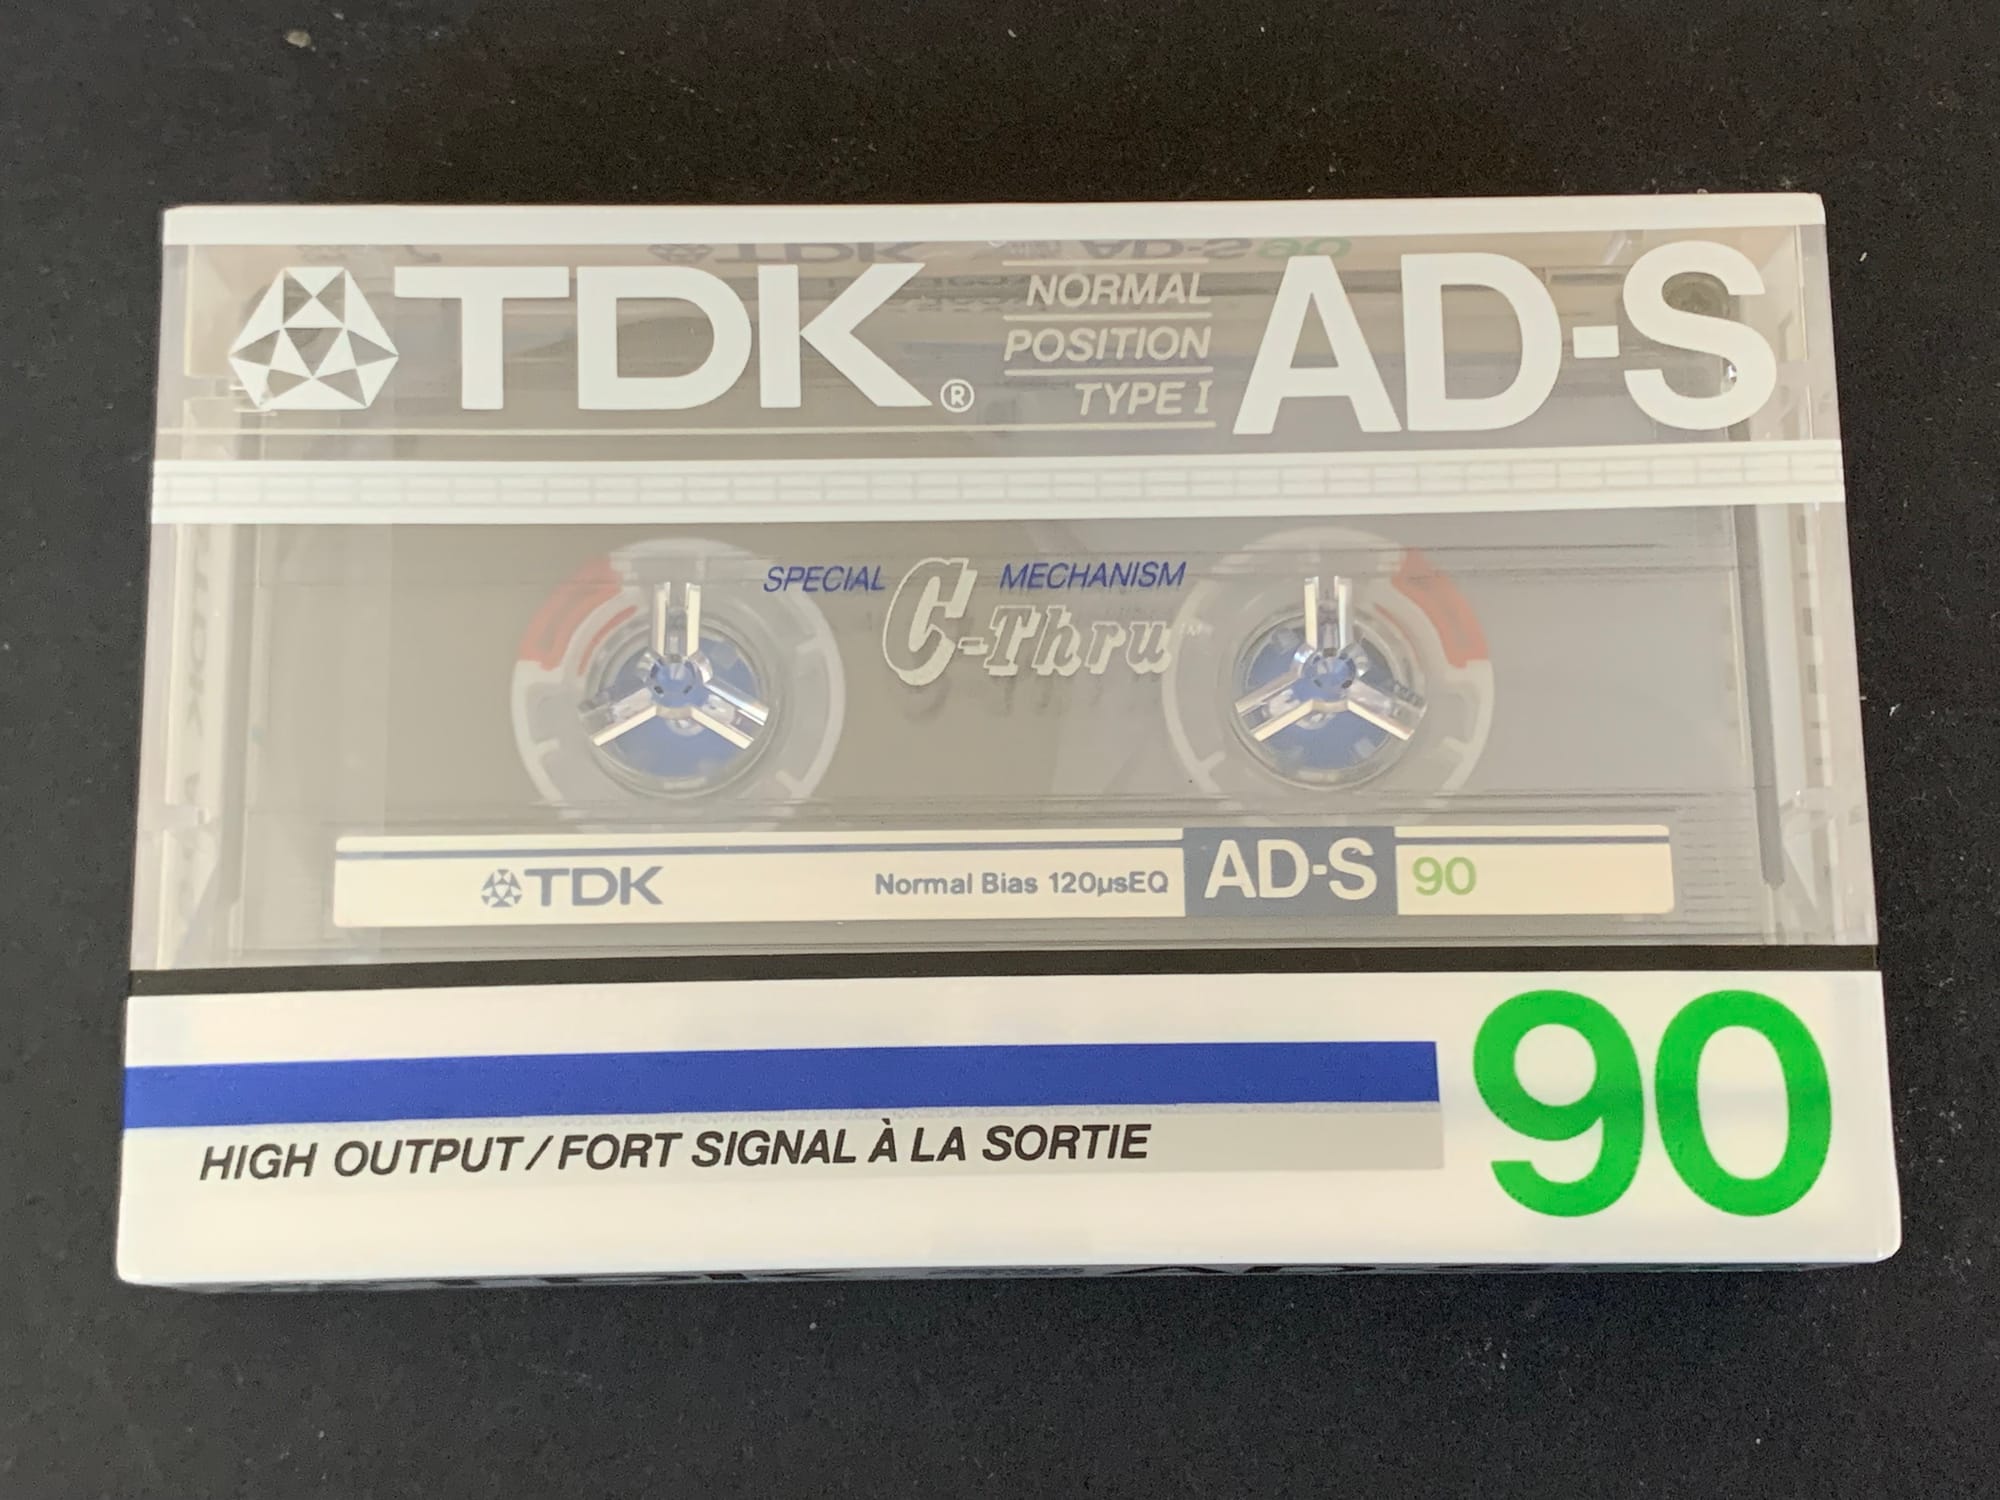 TDK® NORMAL POSITION TYPE I AD-S
SPECIAL C-Thru™ MECHANISM
TDK Normal Bias 120µsEQ AD-S 90
90
HIGH OUTPUT/FORT SIGNAL À LA SORTIE